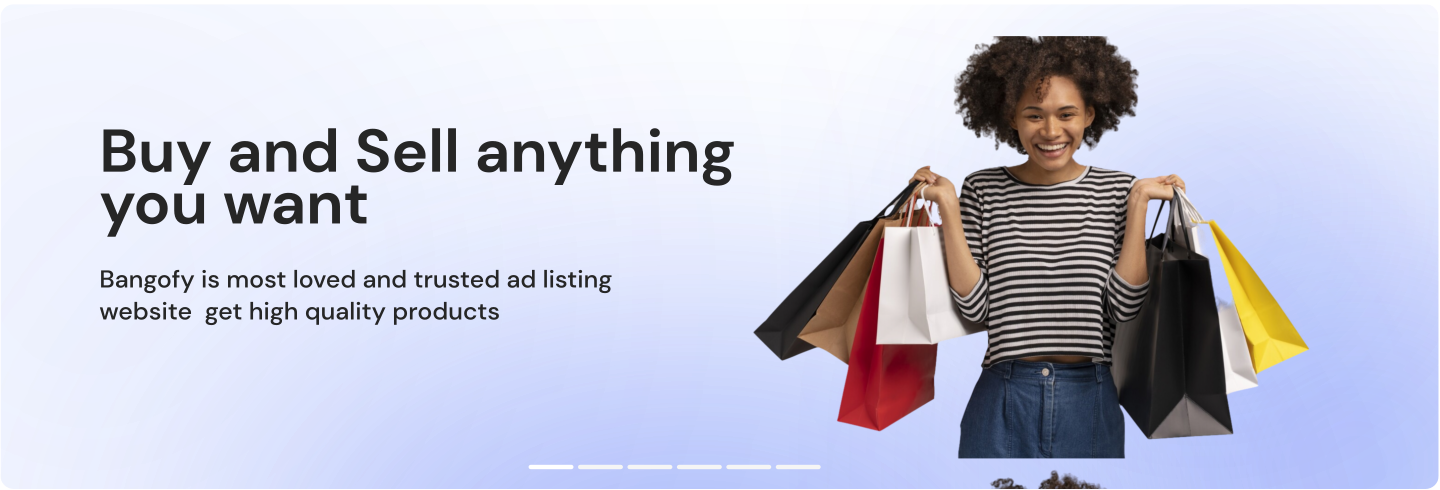 Buy and Sell anything
you want
Bangofy is most loved and trusted ad listing
website  get high quality products